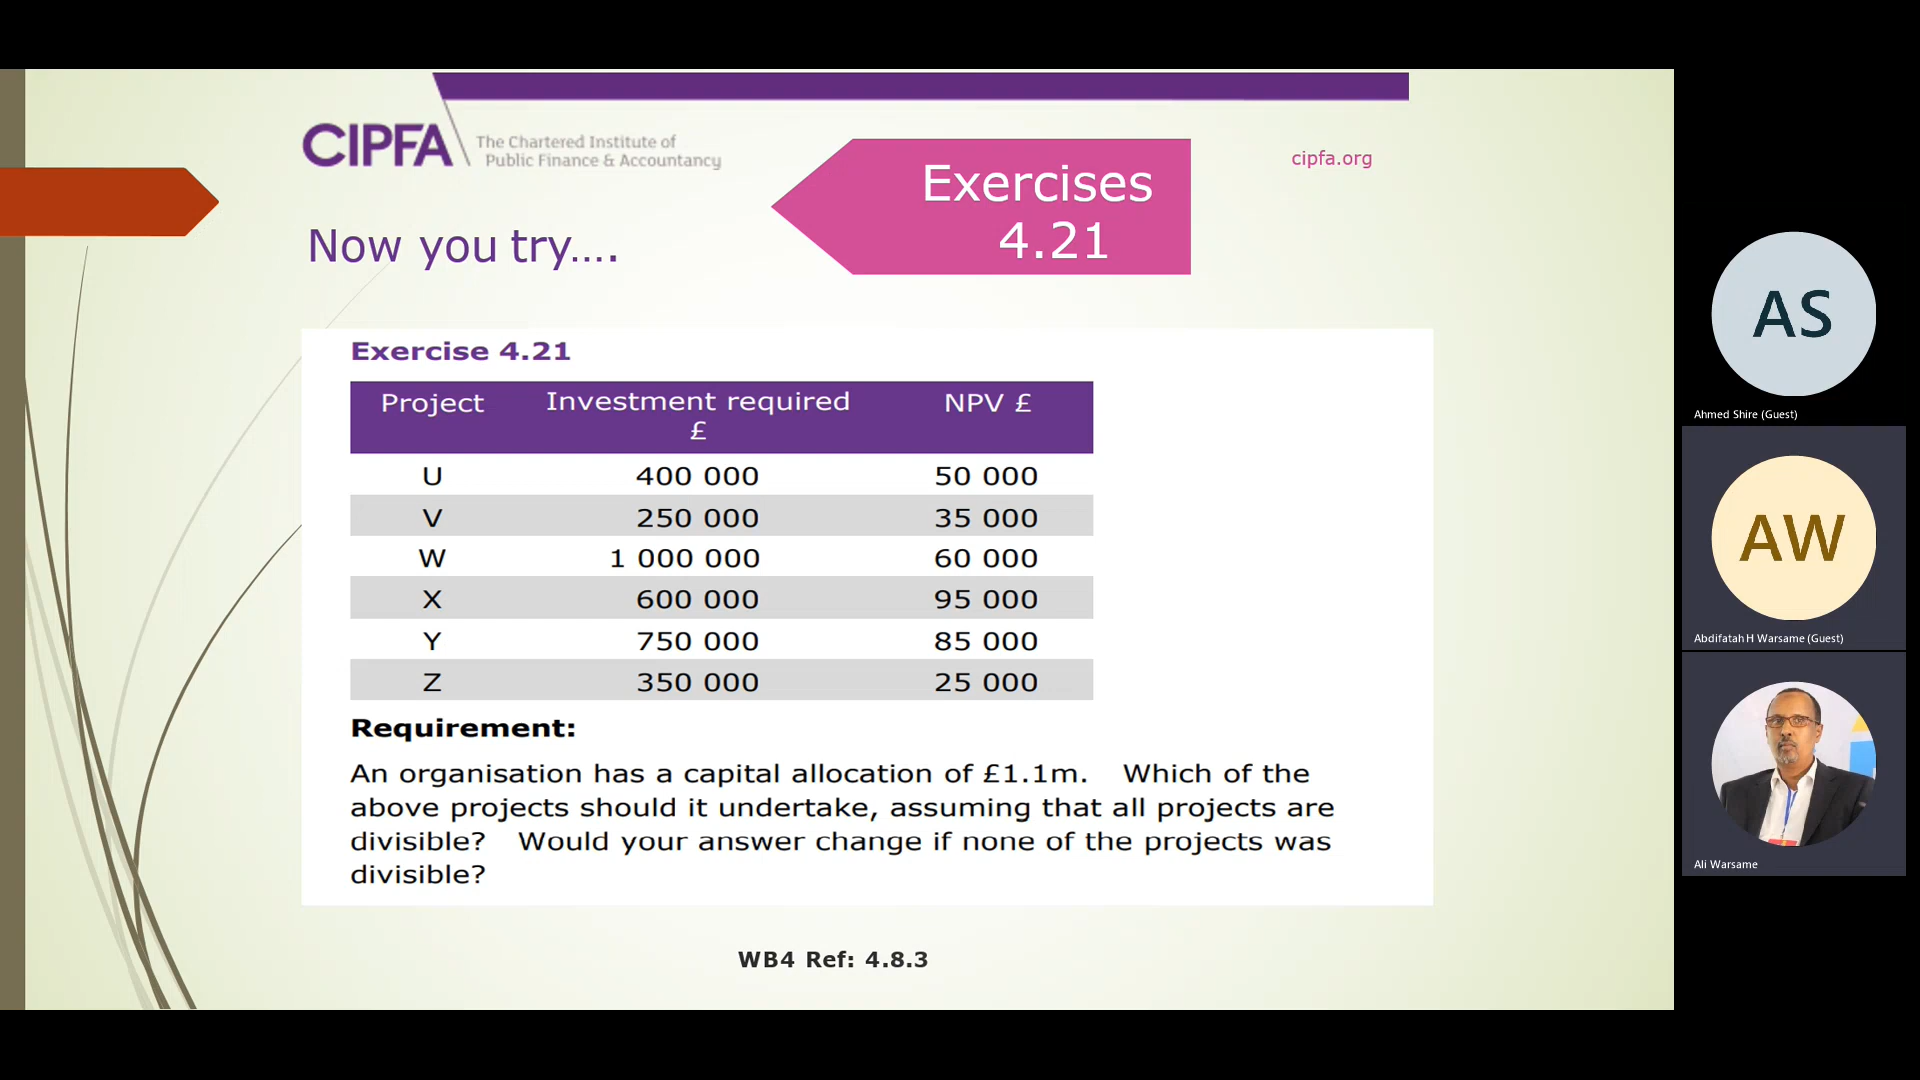 CIPFA The Chartered Institute of
Public Finance & Accountancy
Exercises
4.21
cipfa.org
Now you try....
Exercise 4.21
Project Investment required £ NPV £
U 400 000 50 000
V 250 000 35 000
W 1 000 000 60 000
X 600 000 95 000
Y 750 000 85 000
Z 350 000 25 000
Requirement:
An organisation has a capital allocation of £1.1m. Which of the
above projects should it undertake, assuming that all projects are
divisible? Would your answer change if none of the projects was
divisible?
WB4 Ref: 4.8.3
AS
Ahmed Shire (Guest)
AW
Abdifatah H Warsame (Guest)
Ali Warsame